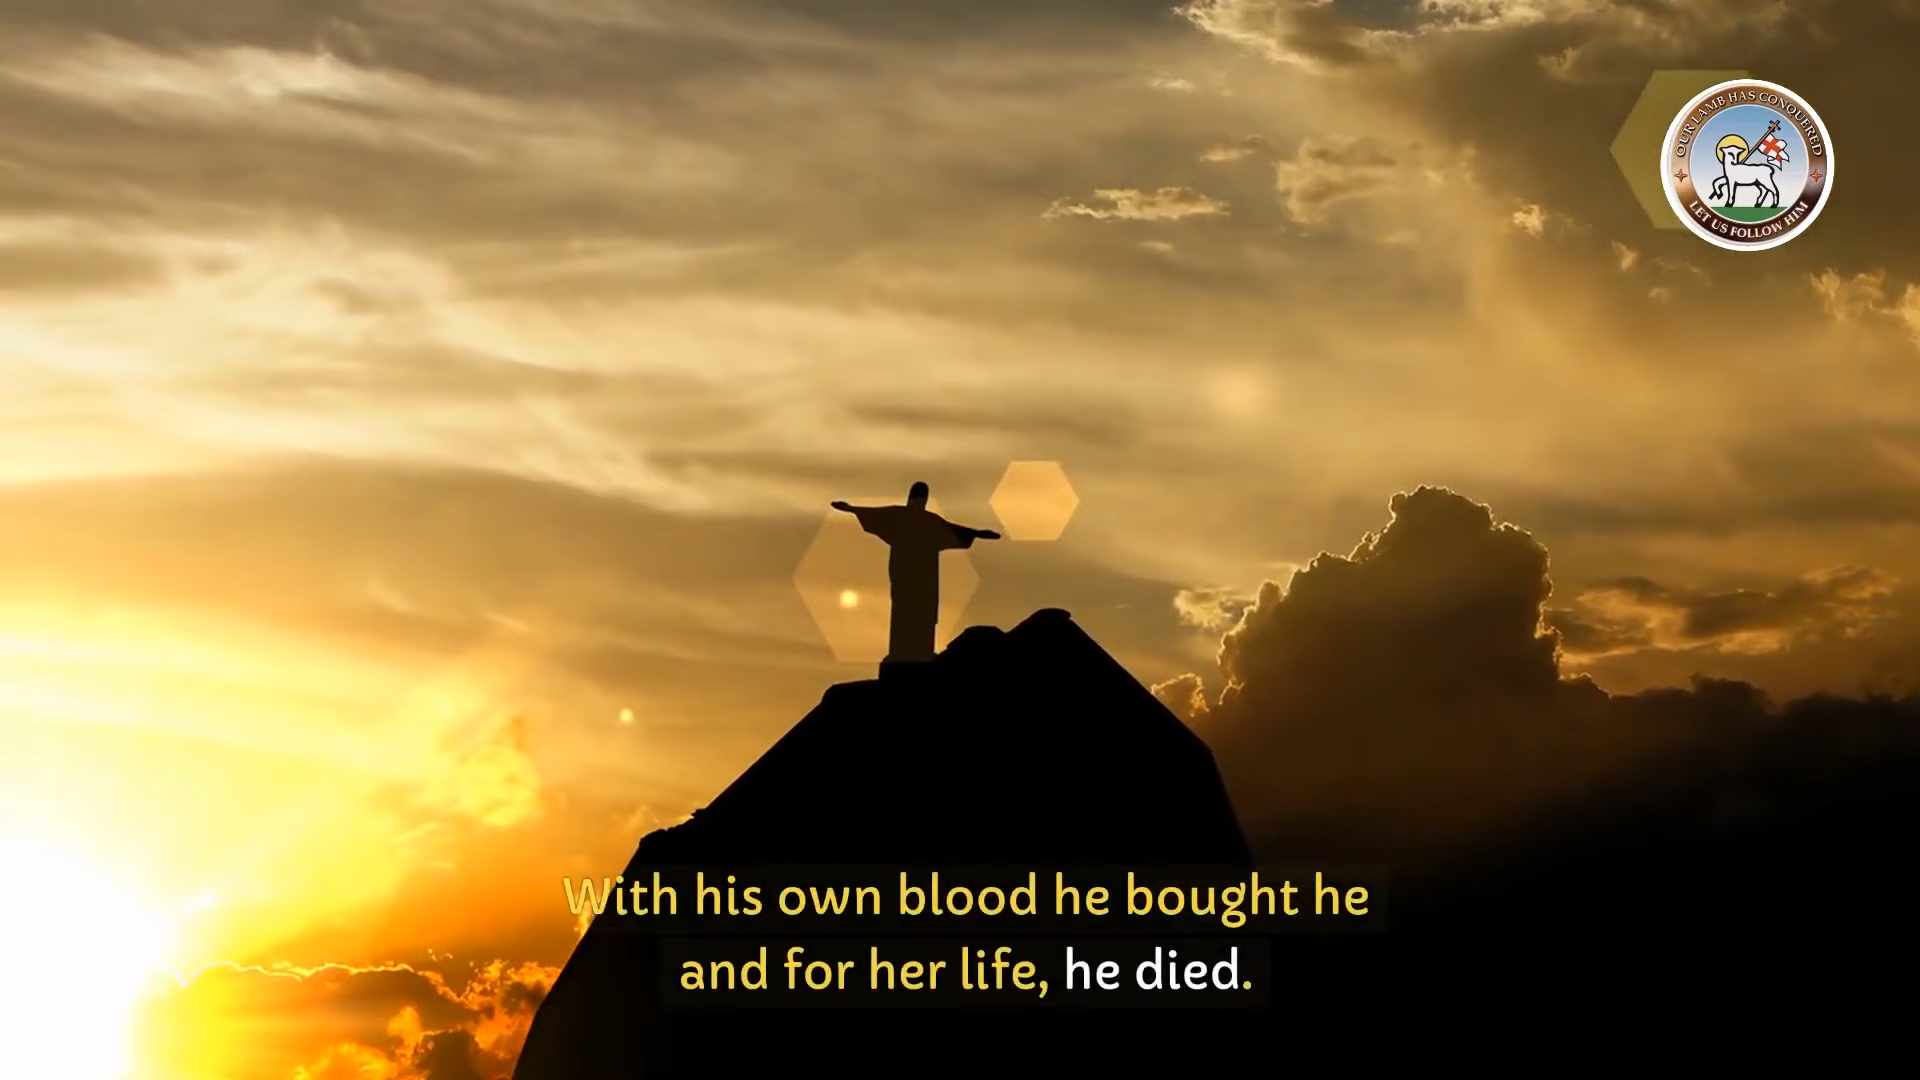 OUR LAMB HAS CONQUERED
LET US FOLLOW HIM
With his own blood he bought he
and for her life, he died.